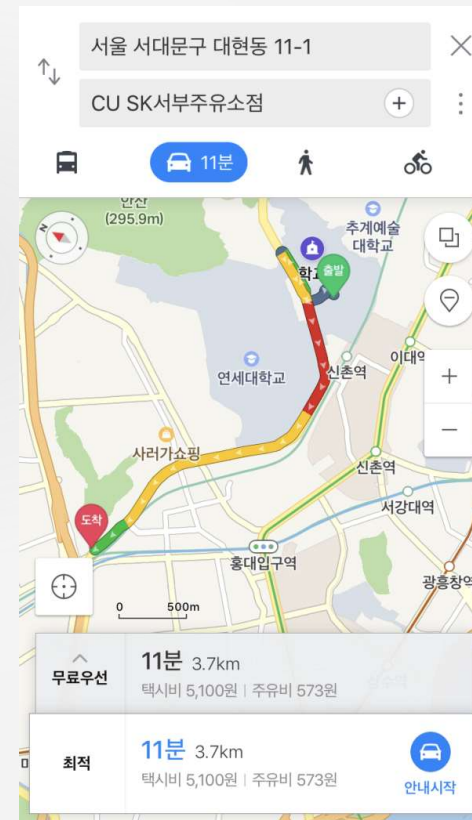 서울 서대문구 대현동 11-1
CU SK서부주유소점
11분
안산
(295.9m)
추계예술
대학교
출발
이대역
연세대학교
신촌역
사러가쇼핑
신촌역
서강대역
도착
홍대입구역
광흥창역
0 500m
무료우선
11분 3.7km
택시비 5,100원 | 주유비 573원
최적
11분 3.7km
택시비 5,100원 | 주유비 573원
안내시작